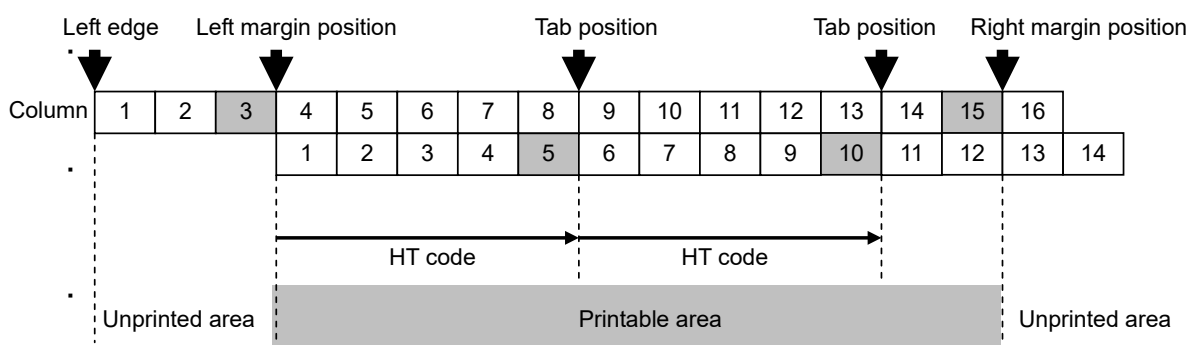 Left edge Left margin position Tab position Tab position Right margin position
Column 1 2 3 4 5 6 7 8 9 10 11 12 13 14 15 16
1 2 3 4 5 6 7 8 9 10 11 12 13 14
HT code HT code
Unprinted area Printable area Unprinted area